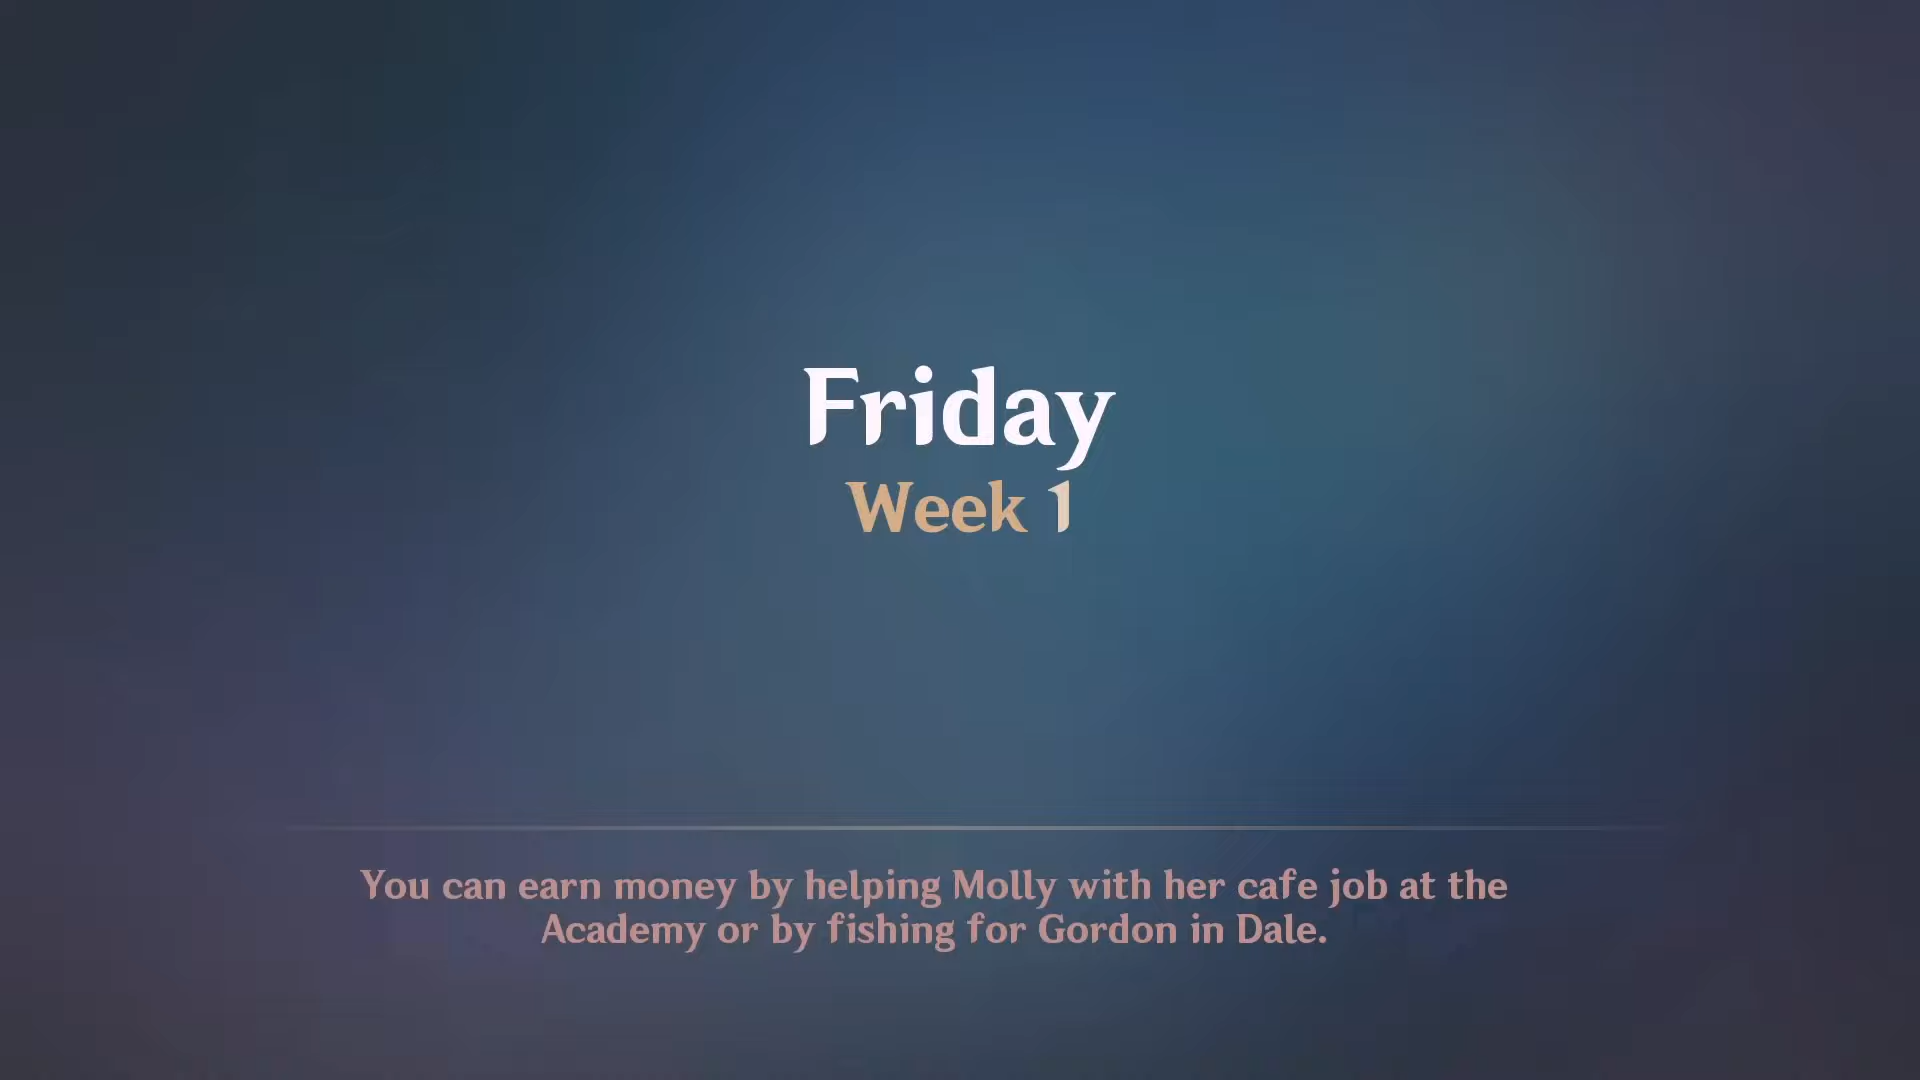 Friday
Week 1
You can earn money by helping Molly with her cafe job at the
Academy or by fishing for Gordon in Dale.